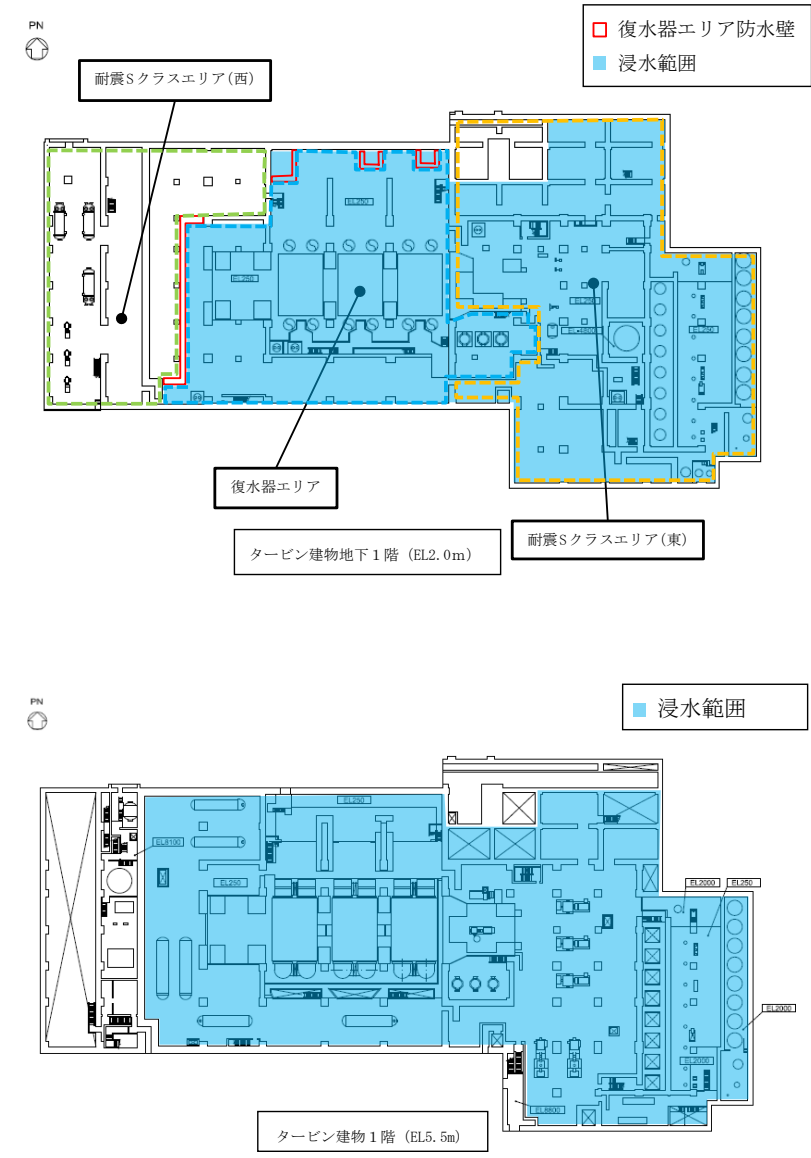 PN
復水器エリア防水壁
浸水範囲
耐震Sクラスエリア(西)
EL250
EL250
EL250
復水器エリア
耐震Sクラスエリア(東)
タービン建物地下１階（EL2.0m）
PN
浸水範囲
EL250
EL8100
EL250
EL2000
EL250
EL2000
EL2000
EL8800
タービン建物１階（EL5.5m）